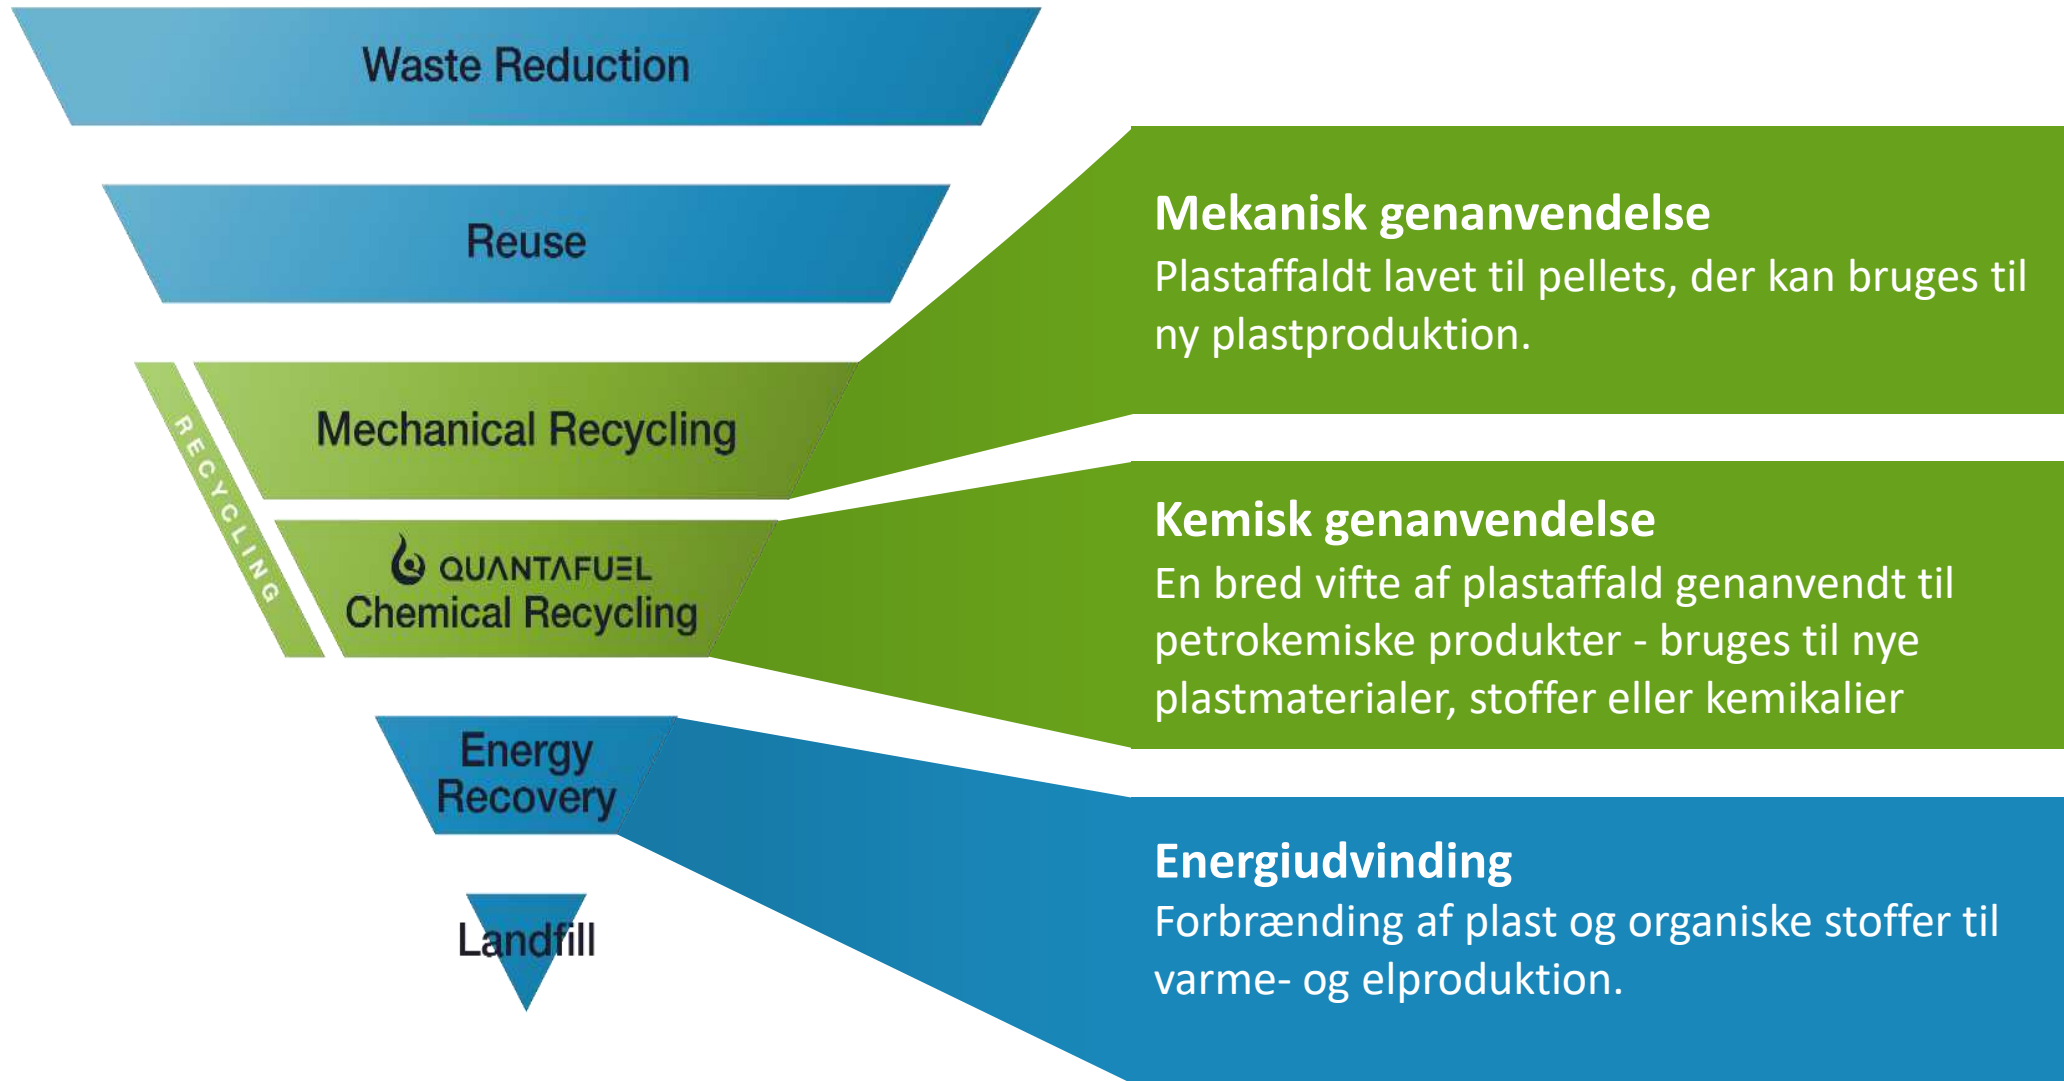 Waste Reduction
Reuse
RECYCLING
Mechanical Recycling
QUANTAFUEL
Chemical Recycling
Energy
Recovery
Landfill
Mekanisk genanvendelse
Plastaffaldt lavet til pellets, der kan bruges til
ny plastproduktion.
Kemisk genanvendelse
En bred vifte af plastaffald genanvendt til
petrokemiske produkter - bruges til nye
plastmaterialer, stoffer eller kemikalier
Energiudvinding
Forbrænding af plast og organiske stoffer til
varme- og elproduktion.